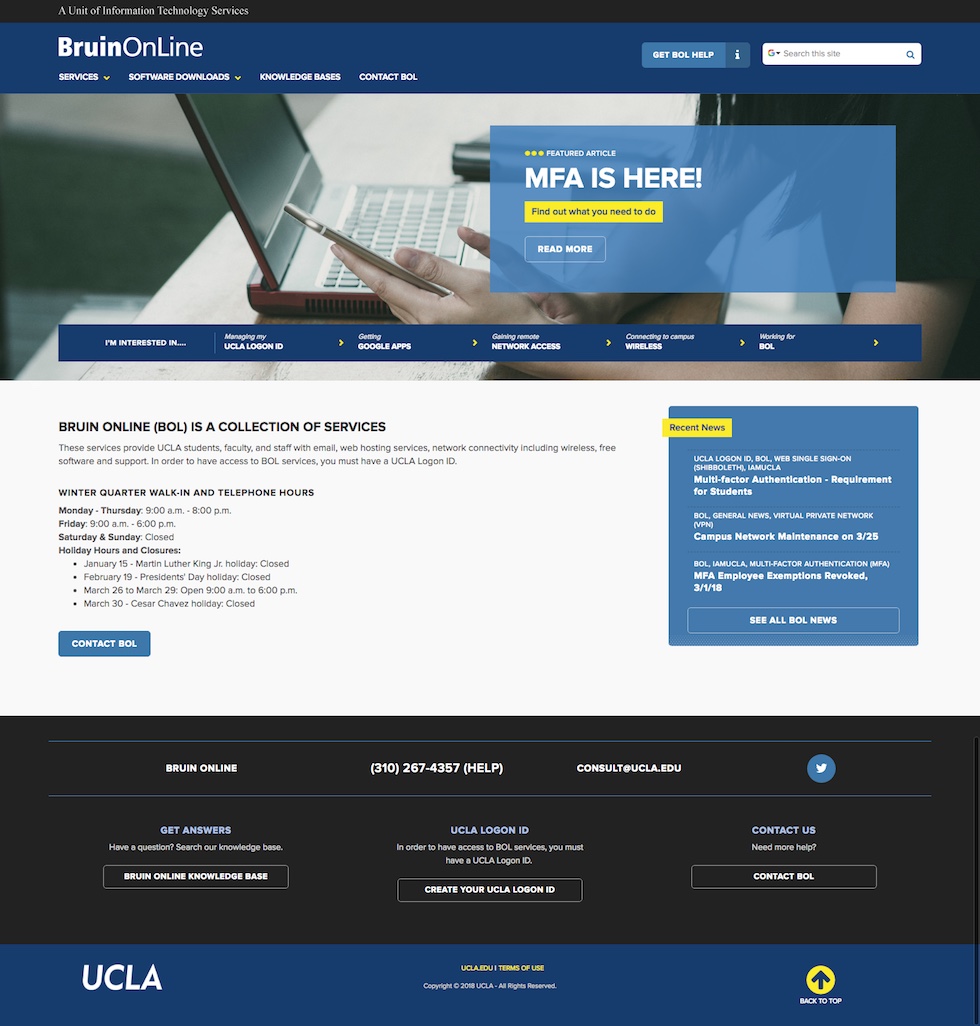 A Unit of Information Technology Services
BruinOnLine
GET BOL HELP i
Search this site
SERVICES SOFTWARE DOWNLOADS KNOWLEDGE BASES CONTACT BOL
FEATURED ARTICLE
MFA IS HERE!
Find out what you need to do
READ MORE
I'M INTERESTED IN....
Managing my
UCLA LOGON ID
Getting
GOOGLE APPS
Gaining remote
NETWORK ACCESS
Connecting to campus
WIRELESS
Working for
BOL
BRUIN ONLINE (BOL) IS A COLLECTION OF SERVICES
These services provide UCLA students, faculty, and staff with email, web hosting services, network connectivity including wireless, free
software and support. In order to have access to BOL services, you must have a UCLA Logon ID.
WINTER QUARTER WALK-IN AND TELEPHONE HOURS
Monday - Thursday: 9:00 a.m. - 8:00 p.m.
Friday: 9:00 a.m. - 6:00 p.m.
Saturday & Sunday: Closed
Holiday Hours and Closures:
• January 15 - Martin Luther King Jr. holiday: Closed
• February 19 - Presidents' Day holiday: Closed
• March 26 to March 29: Open 9:00 a.m. to 6:00 p.m.
• March 30 - Cesar Chavez holiday: Closed
CONTACT BOL
Recent News
UCLA LOGON ID, BOL, WEB SINGLE SIGN-ON
(SHIBBOLETH), IAMUCLA
Multi-factor Authentication - Requirement
for Students
BOL, GENERAL NEWS, VIRTUAL PRIVATE NETWORK
(VPN)
Campus Network Maintenance on 3/25
BOL, IAMUCLA, MULTI-FACTOR AUTHENTICATION (MFA)
MFA Employee Exemptions Revoked,
3/1/18
SEE ALL BOL NEWS
BRUIN ONLINE
(310) 267-4357 (HELP)
CONSULT@UCLA.EDU
GET ANSWERS
Have a question? Search our knowledge base.
BRUIN ONLINE KNOWLEDGE BASE
UCLA LOGON ID
In order to have access to BOL services, you must
have a UCLA Logon ID.
CREATE YOUR UCLA LOGON ID
CONTACT US
Need more help?
CONTACT BOL
UCLA
UCLA.EDU | TERMS OF USE
Copyright © 2018 UCLA - All Rights Reserved.
BACK TO TOP